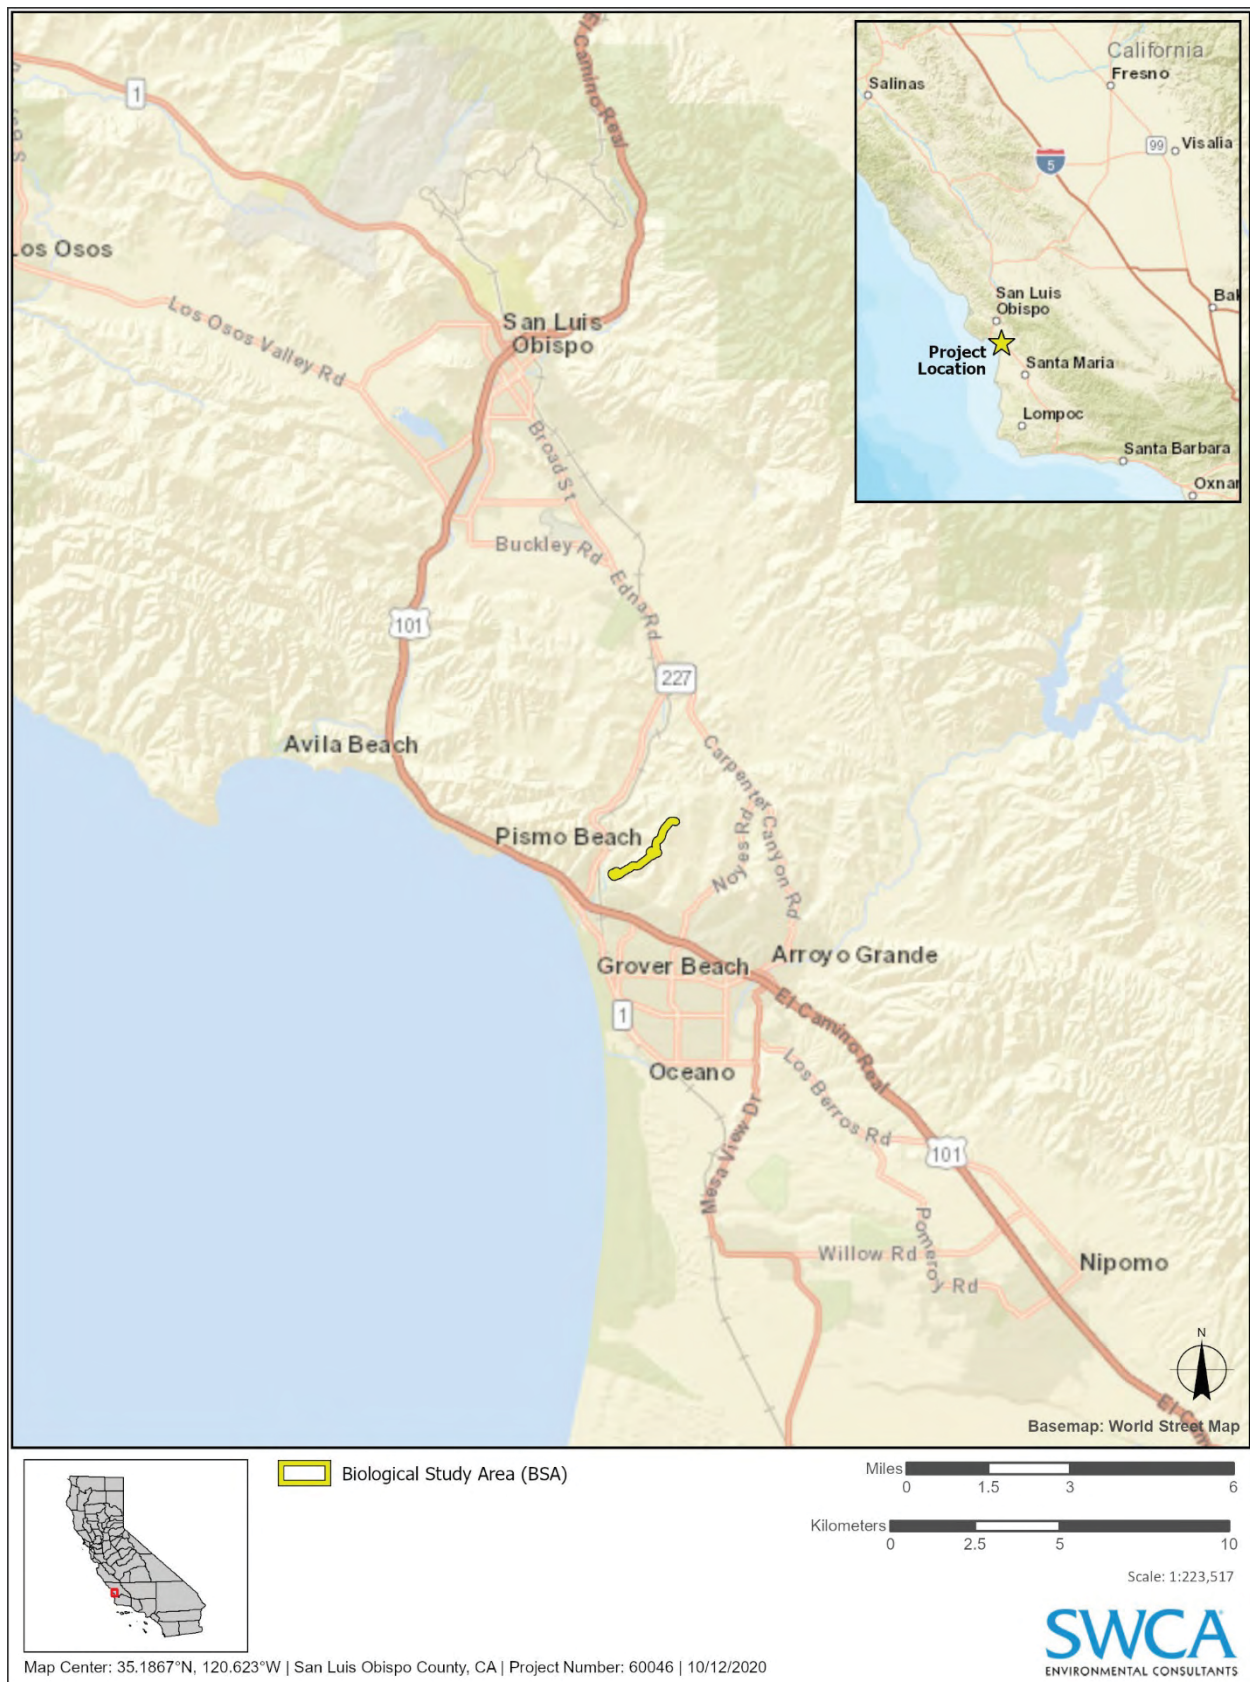 El
Camino Real
1
S B
Los Osos
Los Osos Valley Rd
San Luis
Obispo
Broad St
Buckley Rd
Edna Rd
101
227
Avila Beach
Carpenter Canyon Rd
Pismo Beach
Noyes Rd
Arroyo Grande
Grover Beach
El Camino Real
1
Oceano
Los Berros Rd
Mesa View Dr
101
Pomeroy Rd
Willow Rd
Nipomo
El Cam
California
Salinas
Fresno
99
Visalia
5
San Luis
Obispo
Bak
Project
Location
Santa Maria
Lompoc
Santa Barbara
Oxnar
N
Basemap: World Street Map
Biological Study Area (BSA)
Miles
0 1.5 3 6
Kilometers
0 2.5 5 10
Scale: 1:223,517
SWCA
ENVIRONMENTAL CONSULTANTS
Map Center: 35.1867°N, 120.623°W | San Luis Obispo County, CA | Project Number: 60046 | 10/12/2020